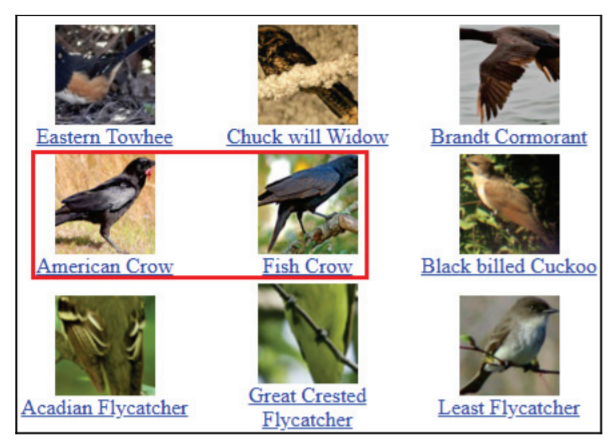 Eastern Towhee
Chuck will Widow
Brandt Cormorant
American Crow
Fish Crow
Black billed Cuckoo
Acadian Flycatcher
Great Crested
Flycatcher
Least Flycatcher